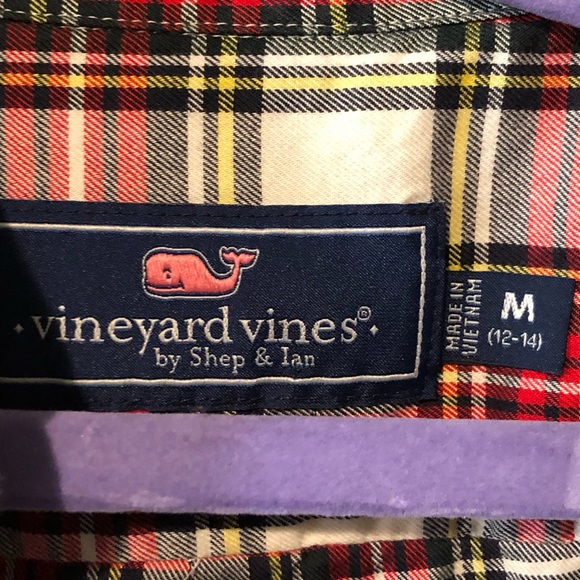 vineyard vines®
by Shep & Ian
MADE IN
VIETNAM
M
(12-14)